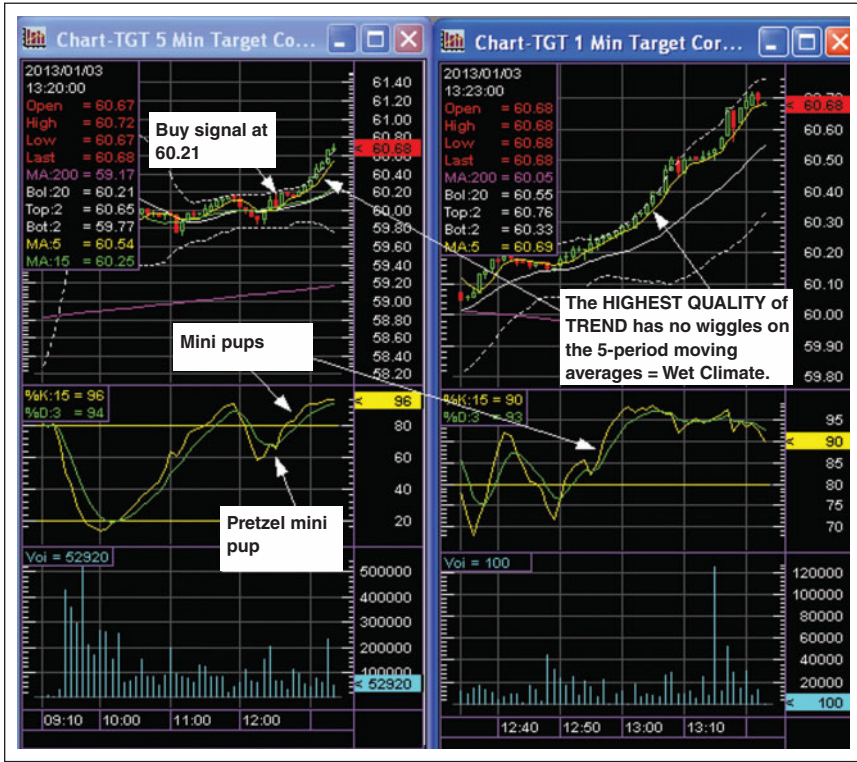 Chart-TGT 5 Min Target Co...
2013/01/03
13:20:00
Open = 60.67
High = 60.72
Low = 60.67
Last = 60.68
MA:200 = 59.17
Bol:20 = 60.21
Top:2 = 60.65
Bot:2 = 59.77
MA:5 = 60.54
MA:15 = 60.25
Buy signal at
60.21
61.40
61.20
61.00
60.80
60.68
60.60
60.40
60.20
60.00
59.80
59.60
59.40
59.20
59.00
58.80
58.60
58.40
58.20
Mini pups
%K:15 = 96
%D:3 = 94
96
80
60
40
20
Pretzel mini
pup
Vol = 52920
500000
400000
300000
200000
100000
52920
09:10 10:00 11:00 12:00
Chart-TGT 1 Min Target Cor...
2013/01/03
13:23:00
Open = 60.68
High = 60.68
Low = 60.68
Last = 60.68
MA:200 = 60.05
Bol:20 = 60.55
Top:2 = 60.76
Bot:2 = 60.33
MA:5 = 60.69
60.70
60.68
60.60
60.50
60.40
60.30
60.20
60.10
60.00
59.90
59.80
The HIGHEST QUALITY of
TREND has no wiggles on
the 5-period moving
averages = Wet Climate.
%K:15 = 90
%D:3 = 93
95
90
85
80
75
70
Vol = 100
120000
100000
80000
60000
40000
20000
100
12:40 12:50 13:00 13:10